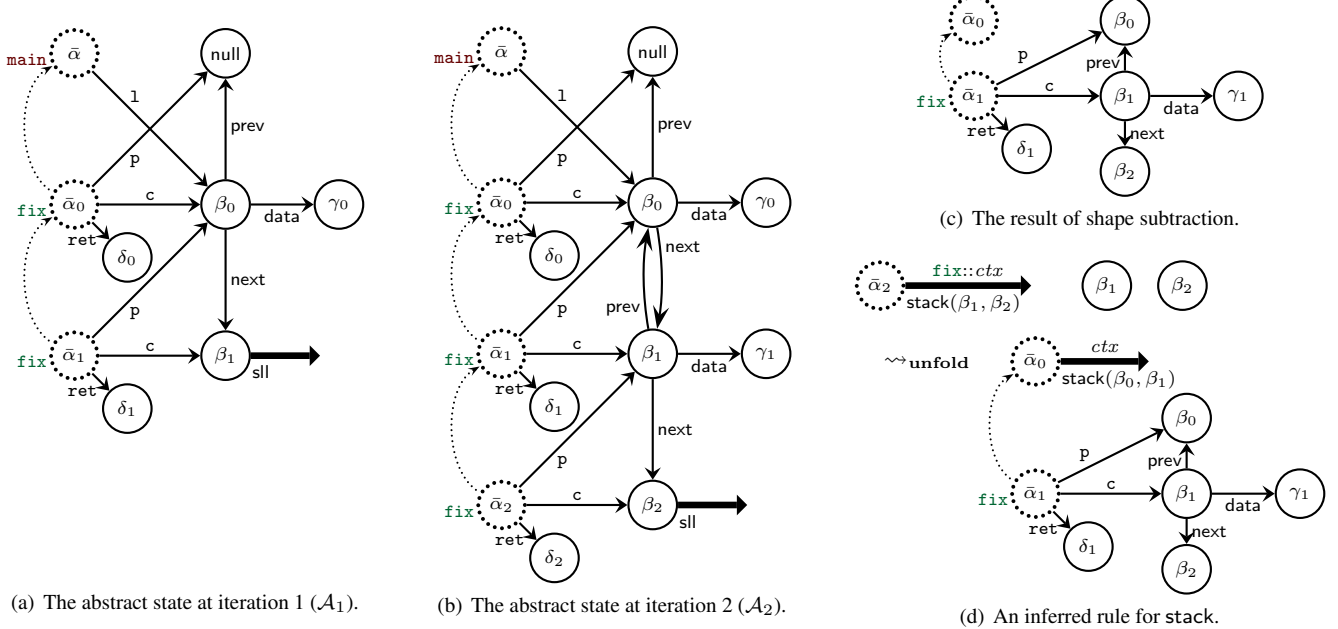 main
ᾱ
null
l
prev
p
fix
ᾱ₀
c
β₀
data
γ₀
ret
δ₀
next
p
fix
ᾱ₁
c
β₁
sll
ret
δ₁
(a) The abstract state at iteration 1 (𝒜₁).
main
ᾱ
null
l
prev
p
fix
ᾱ₀
c
β₀
data
γ₀
ret
δ₀
next
p
prev
fix
ᾱ₁
c
β₁
data
γ₁
ret
δ₁
next
p
fix
ᾱ₂
c
β₂
sll
ret
δ₂
(b) The abstract state at iteration 2 (𝒜₂).
ᾱ₀
β₀
p
prev
fix
ᾱ₁
c
β₁
data
γ₁
ret
next
δ₁
β₂
(c) The result of shape subtraction.
ᾱ₂
fix::ctx
stack(β₁, β₂)
β₁
β₂
⇝unfold
ᾱ₀
ctx
stack(β₀, β₁)
β₀
p
prev
fix
ᾱ₁
c
β₁
data
γ₁
ret
next
δ₁
β₂
(d) An inferred rule for stack.